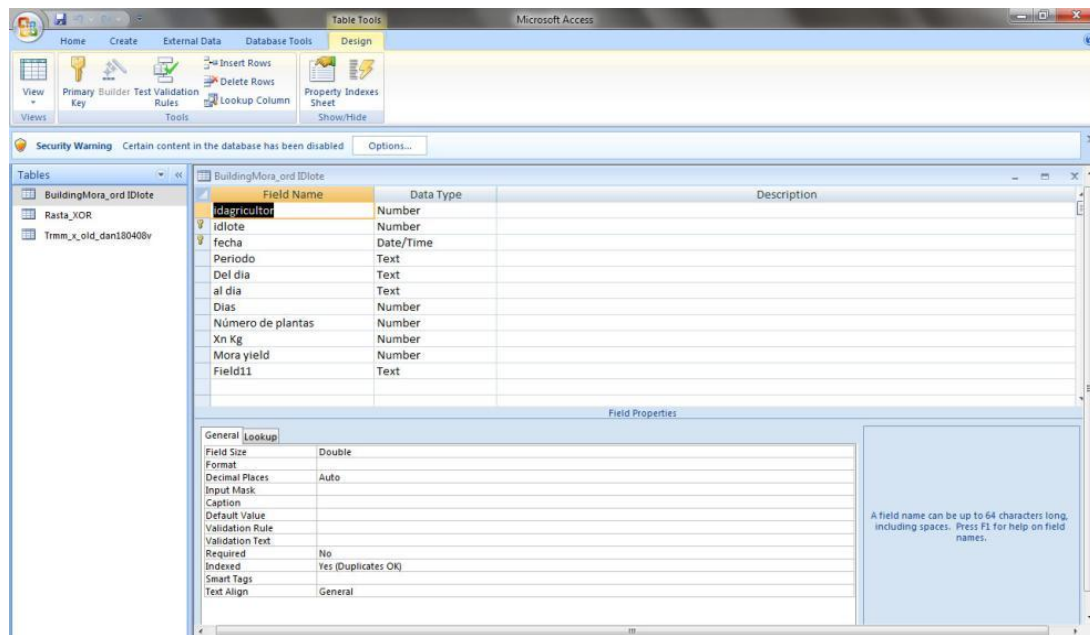 Table Tools
Microsoft Access
Home Create External Data Database Tools Design
View
Primary Key
Builder
Test Validation Rules
Insert Rows
Delete Rows
Lookup Column
Property Sheet
Indexes
Views
Tools
Show/Hide
Security Warning Certain content in the database has been disabled Options...
Tables
BuildingMora_ord IDlote
Rasta_XOR
Trmm_x_old_dan180408v
BuildingMora_ord IDlote
Field Name Data Type Description
idagricultor Number
idlote Number
fecha Date/Time
Periodo Text
Del dia Text
al dia Text
Dias Number
Número de plantas Number
Xn Kg Number
Mora yield Number
Field11 Text
Field Properties
General Lookup
Field Size Double
Format
Decimal Places Auto
Input Mask
Caption
Default Value
Validation Rule
Validation Text
Required No
Indexed Yes (Duplicates OK)
Smart Tags
Text Align General
A field name can be up to 64 characters long,
including spaces. Press F1 for help on field
names.